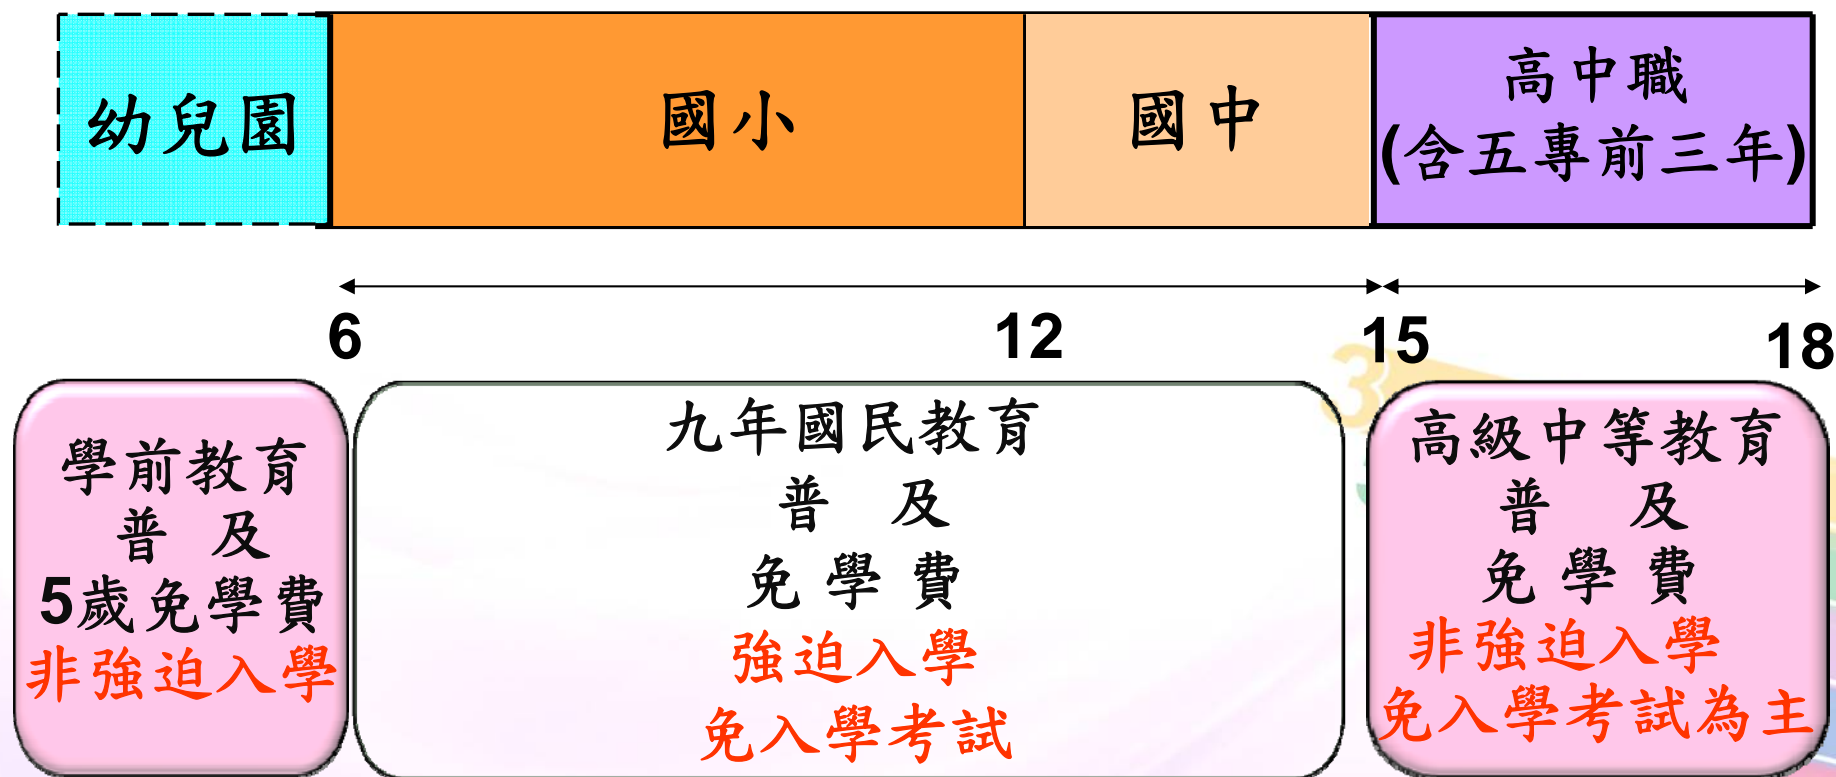 幼兒園
國小
國中
高中職
(含五專前三年)
6
12
15
18
學前教育
普 及
5歲免學費
非強迫入學
九年國民教育
普 及
免 學 費
強迫入學
免入學考試
3
高級中等教育
普 及
免 學 費
非強迫入學
免入學考試為主